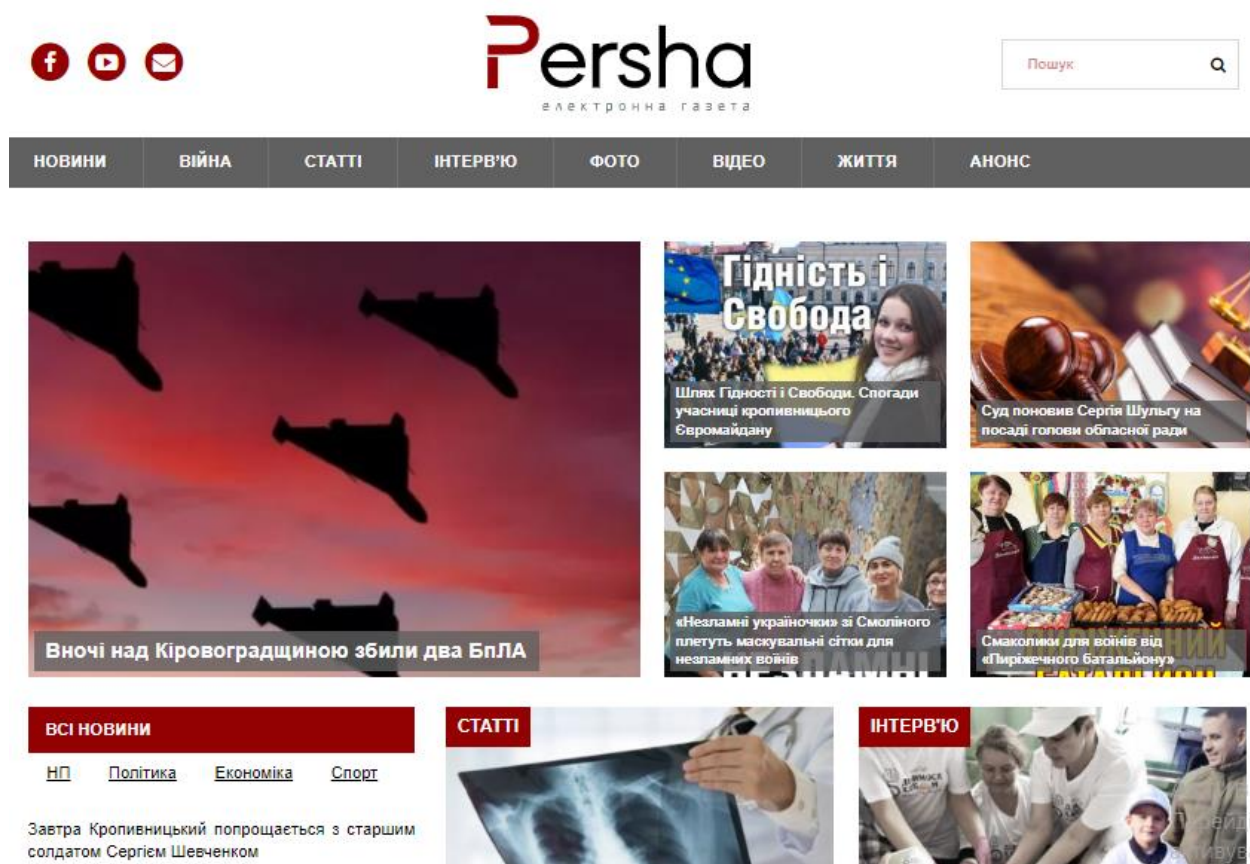 Persha
електронна газета
Пошук
НОВИНИ ВІЙНА СТАТТІ ІНТЕРВ'Ю ФОТО ВІДЕО ЖИТТЯ АНОНС
Вночі над Кіровоградщиною збили два БпЛА
Гідність і
Свобода
Шлях Гідності і Свободи. Спогади
учасниці кропивницького
Євромайдану
Суд поновив Сергія Шульгу на
посаді голови обласної ради
«Незламні україночки» зі Смоліного
плетуть маскувальні сітки для
незламних воїнів
НЕЗЛАМНІ
Смаколики для воїнів від
«Пиріжечного батальйону»
БАТАЛЬЙОН
ВСІ НОВИНИ
НП Політика Економіка Спорт
Завтра Кропивницький попрощається з старшим
солдатом Сергієм Шевченком
СТАТТІ
ІНТЕРВ'Ю